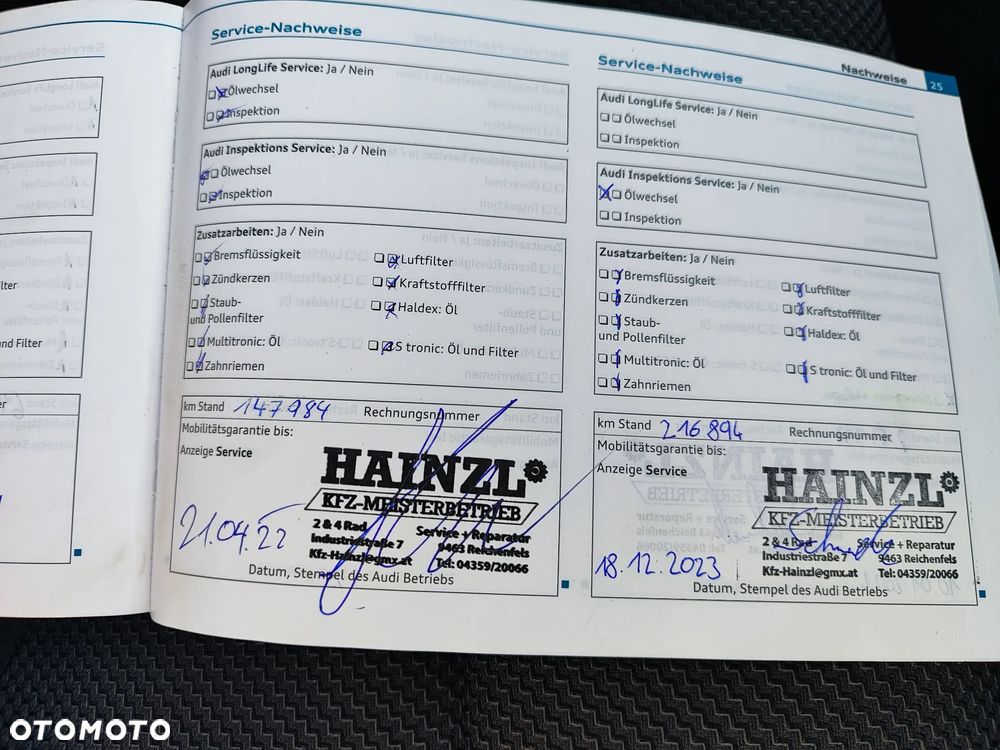 Service-Nachweise
Audi LongLife Service: Ja / Nein
Ölwechsel
Inspektion
Audi Inspektions Service: Ja / Nein
Ölwechsel
Inspektion
Zusatzarbeiten: Ja / Nein
Bremsflüssigkeit
Luftfilter
Zündkerzen
Kraftstofffilter
Staub-
und Pollenfilter
Haldex: Öl
Multitronic: Öl
S tronic: Öl und Filter
Zahnriemen
km Stand 147.984 Rechnungsnummer
Mobilitätsgarantie bis:
Anzeige Service
HAINZL
KFZ-MEISTERBETRIEB
2 & 4 Rad Service + Reparatur
Industriestraße 7 9463 Reichenfels
Kfz-Hainzl@gmx.at Tel: 04359/20066
21.04.22
Datum, Stempel des Audi Betriebs
Nachweise 25
Service-Nachweise
Audi LongLife Service: Ja / Nein
Ölwechsel
Inspektion
Audi Inspektions Service: Ja / Nein
Ölwechsel
Inspektion
Zusatzarbeiten: Ja / Nein
Bremsflüssigkeit
Luftfilter
Zündkerzen
Kraftstofffilter
Staub-
und Pollenfilter
Haldex: Öl
Multitronic: Öl
S tronic: Öl und Filter
Zahnriemen
km Stand 216 894 Rechnungsnummer
Mobilitätsgarantie bis:
Anzeige Service
HAINZL
KFZ-MEISTERBETRIEB
2 & 4 Rad Service + Reparatur
Industriestraße 7 9463 Reichenfels
Kfz-Hainzl@gmx.at Tel: 04359/20066
18.12.2023
Datum, Stempel des Audi Betriebs
OTOMOTO